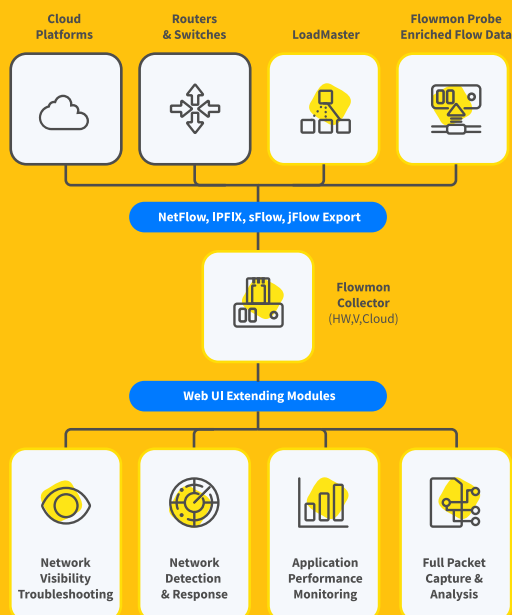 Cloud
Platforms
Routers
& Switches
LoadMaster
Flowmon Probe
Enriched Flow Data
NetFlow, IPFIX, sFlow, jFlow Export
Flowmon
Collector
(HW,V,Cloud)
Web UI Extending Modules
Network
Visibility
Troubleshooting
Network
Detection
& Response
Application
Performance
Monitoring
Full Packet
Capture &
Analysis